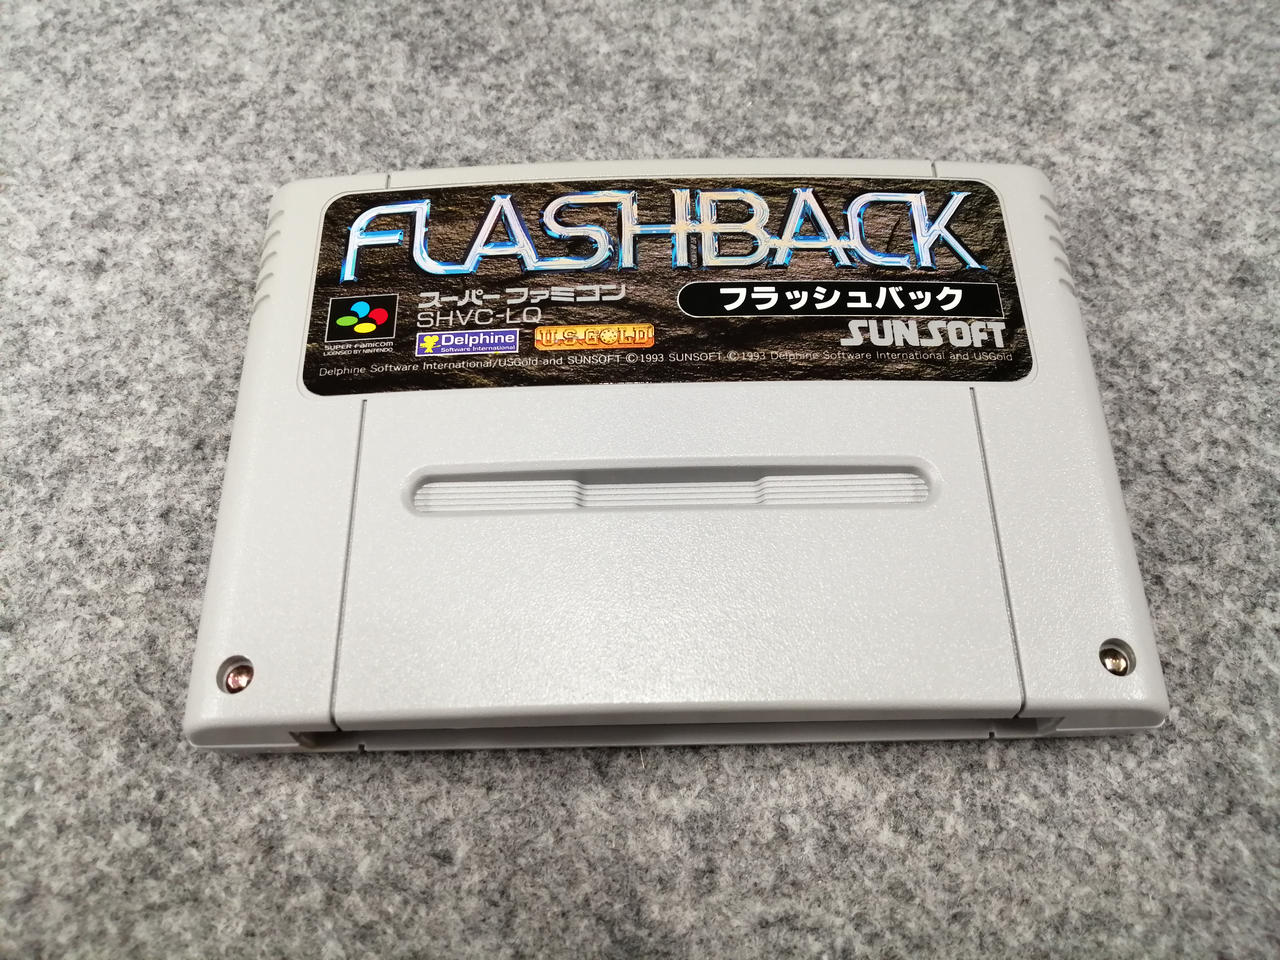 FLASHBACK
スーパーファミコン
SHVC-LQ
フラッシュバック
SUPER FAMICOM
LICENSED BY NINTENDO
Delphine
Software International
U.S.GOLD
SUNSOFT
Delphine Software International/USGold and SUNSOFT ©1993 SUNSOFT ©1993 Delphine Software International and USGold